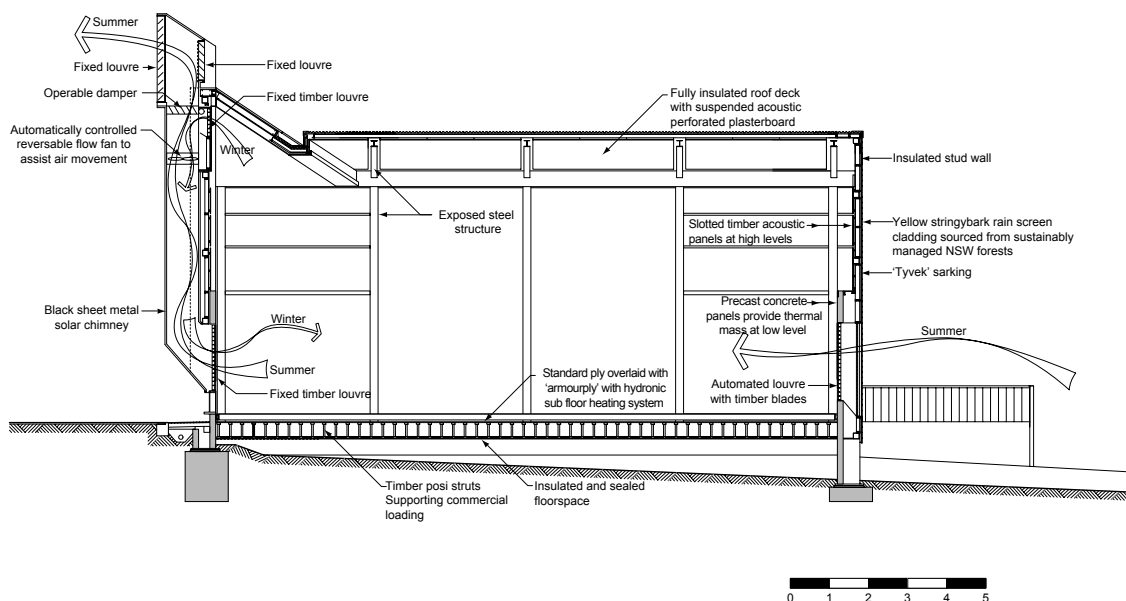 Summer
Fixed louvre
Fixed louvre
Operable damper
Fixed timber louvre
Automatically controlled
reversable flow fan to
assist air movement
Winter
Fully insulated roof deck
with suspended acoustic
perforated plasterboard
Insulated stud wall
Exposed steel
structure
Slotted timber acoustic
panels at high levels
Yellow stringybark rain screen
cladding sourced from sustainably
managed NSW forests
'Tyvek' sarking
Black sheet metal
solar chimney
Winter
Precast concrete
panels provide thermal
mass at low level
Summer
Summer
Fixed timber louvre
Standard ply overlaid with
'armourply' with hydronic
sub floor heating system
Automated louvre
with timber blades
Timber posi struts
Supporting commercial
loading
Insulated and sealed
floorspace
0 1 2 3 4 5